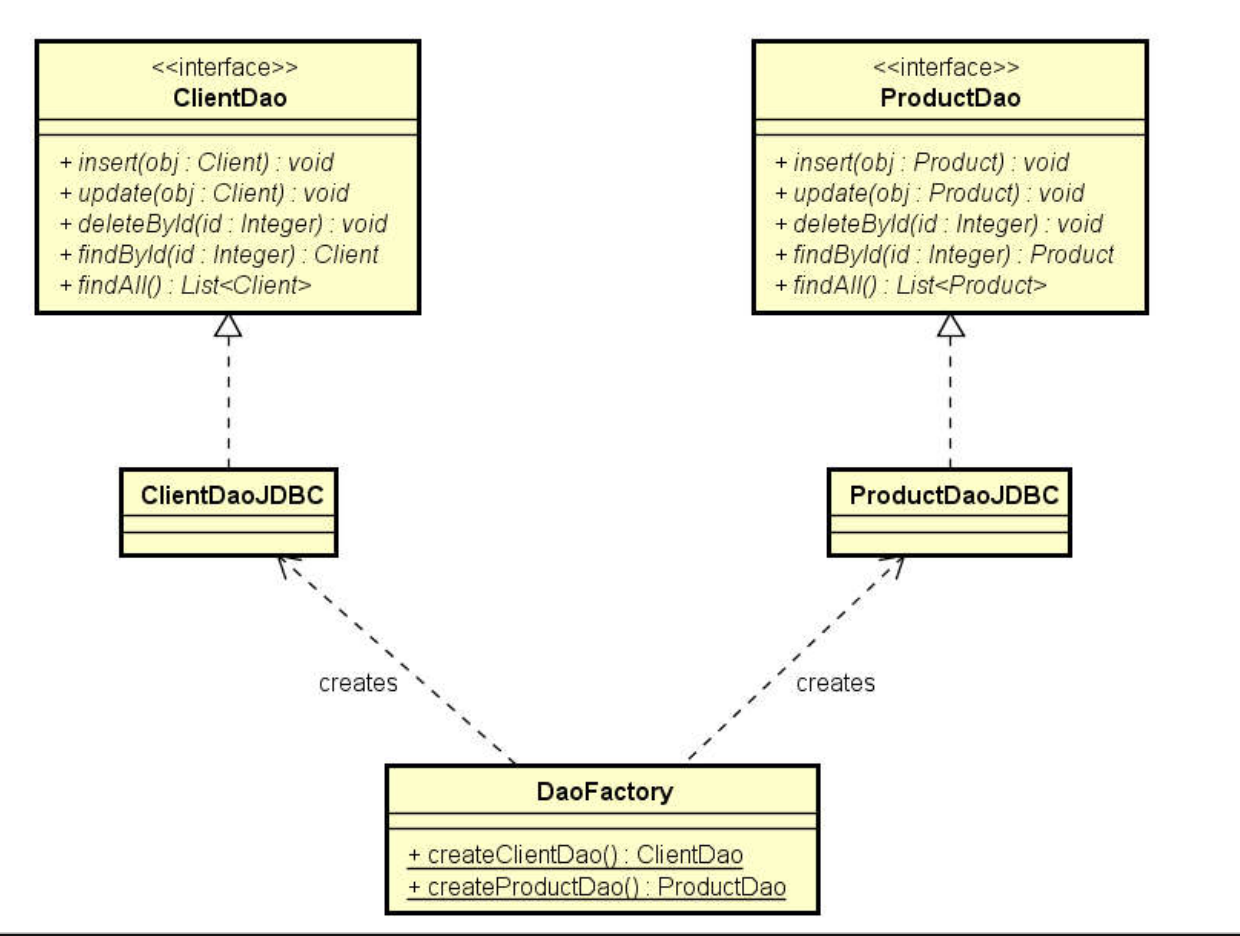 <<interface>>
ClientDao
+ insert(obj : Client) : void
+ update(obj : Client) : void
+ deleteById(id : Integer) : void
+ findById(id : Integer) : Client
+ findAll() : List<Client>
<<interface>>
ProductDao
+ insert(obj : Product) : void
+ update(obj : Product) : void
+ deleteById(id : Integer) : void
+ findById(id : Integer) : Product
+ findAll() : List<Product>
ClientDaoJDBC
ProductDaoJDBC
creates
creates
DaoFactory
+ createClientDao() : ClientDao
+ createProductDao() : ProductDao